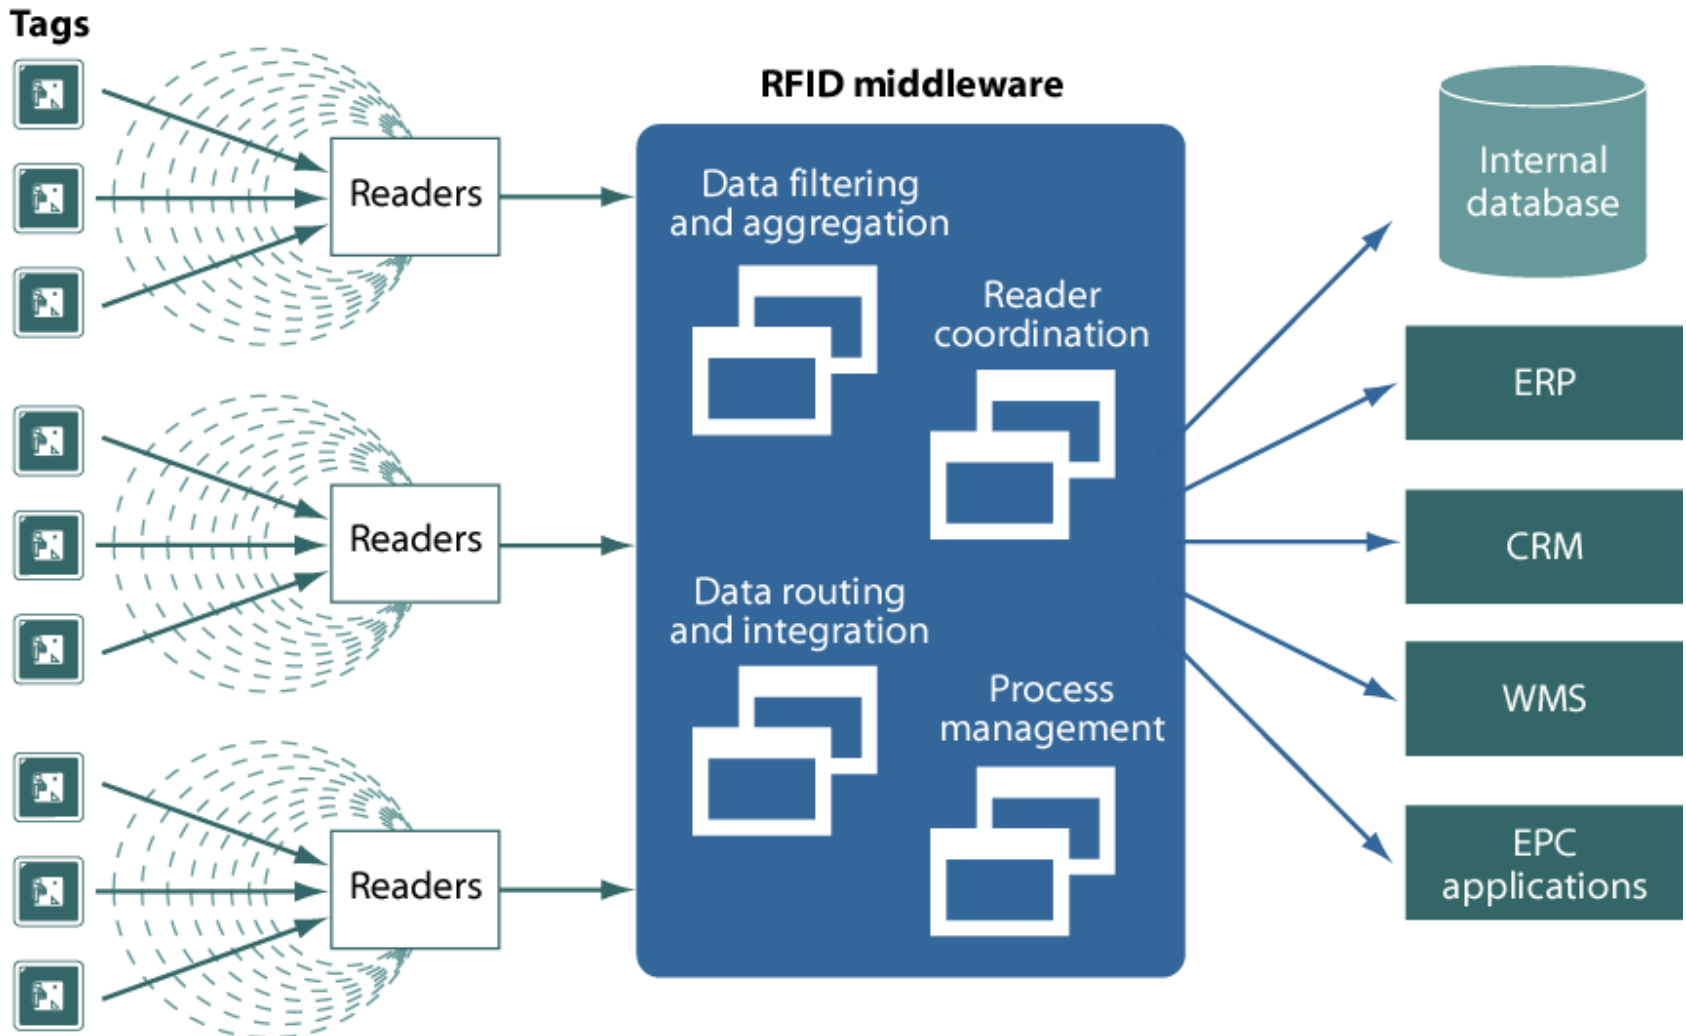 Tags
RFID middleware
Readers
Readers
Readers
Data filtering
and aggregation
Reader
coordination
Data routing
and integration
Process
management
Internal
database
ERP
CRM
WMS
EPC
applications